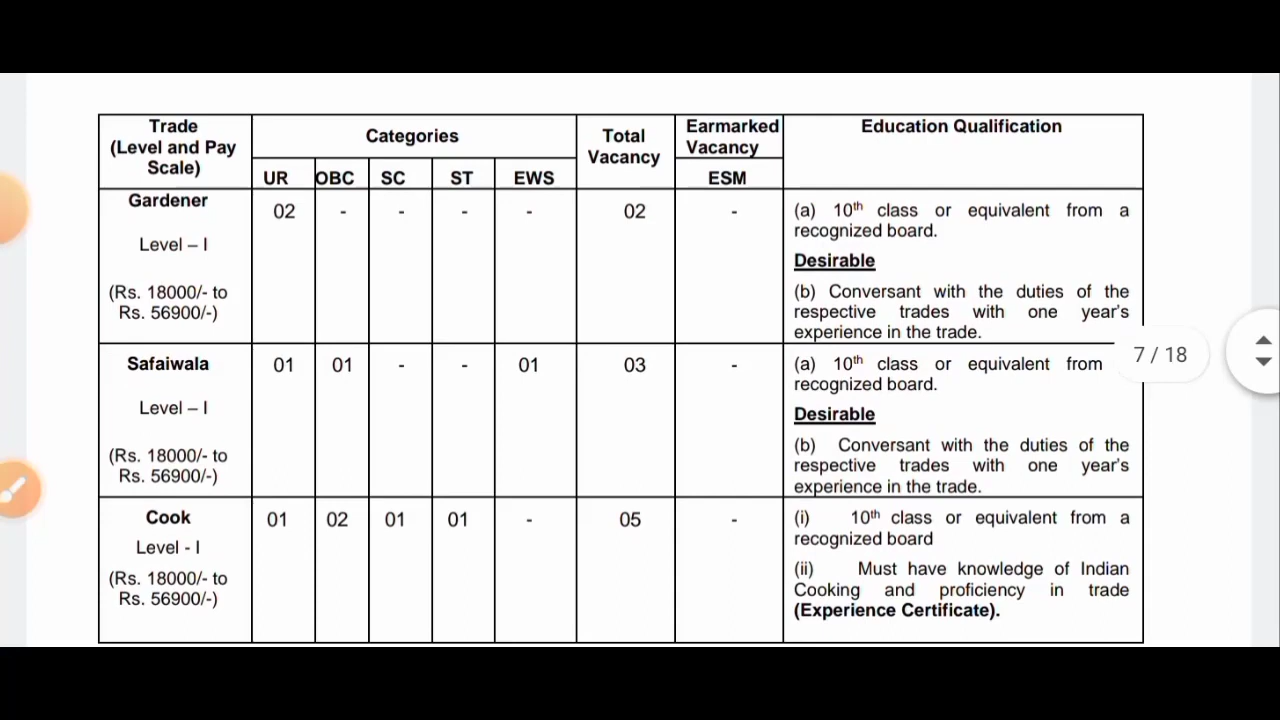 Trade
(Level and Pay
Scale)
Categories
Total
Vacancy
Earmarked
Vacancy
Education Qualification
UR OBC SC ST EWS
ESM
Gardener
Level – I
(Rs. 18000/- to
Rs. 56900/-)
02 - - - - 02 -
(a) 10th class or equivalent from a
recognized board.
Desirable
(b) Conversant with the duties of the
respective trades with one year's
experience in the trade.
7 / 18
Safaiwala
Level – I
(Rs. 18000/- to
Rs. 56900/-)
01 01 - - 01 03 -
(a) 10th class or equivalent from
recognized board.
Desirable
(b) Conversant with the duties of the
respective trades with one year's
experience in the trade.
Cook
Level - I
(Rs. 18000/- to
Rs. 56900/-)
01 02 01 01 - 05 -
(i) 10th class or equivalent from a
recognized board
(ii) Must have knowledge of Indian
Cooking and proficiency in trade
(Experience Certificate).